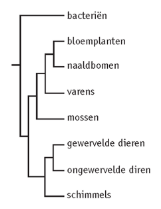 bacteriën
bloemplanten
naaldbomen
varens
mossen
gewervelde dieren
ongewervelde diren
schimmels